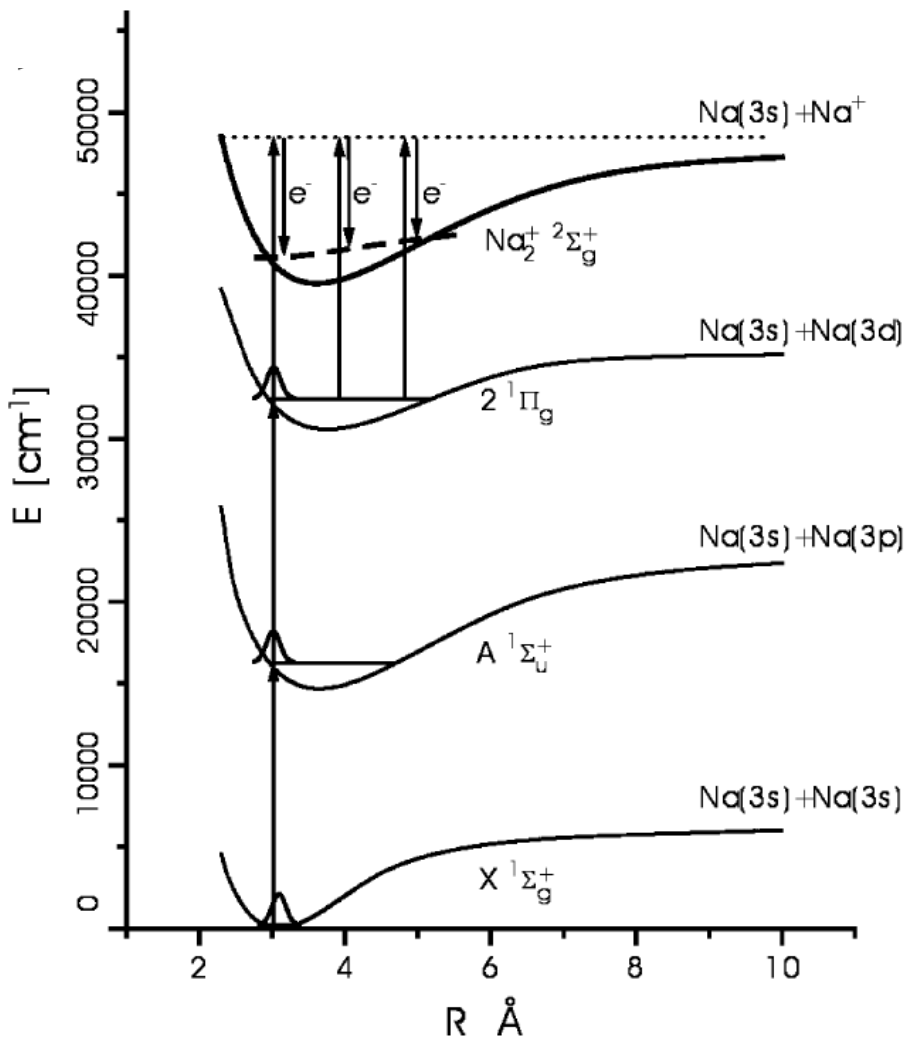 50000
40000
30000
20000
10000
0
E [cm⁻¹]
Na(3s)+Na⁺
e⁻ e⁻ e⁻
Na₂⁺ ²Σg⁺
Na(3s)+Na(3d)
2 ¹Πg
Na(3s)+Na(3p)
A ¹Σu⁺
Na(3s)+Na(3s)
X ¹Σg⁺
2 4 6 8 10
R Å